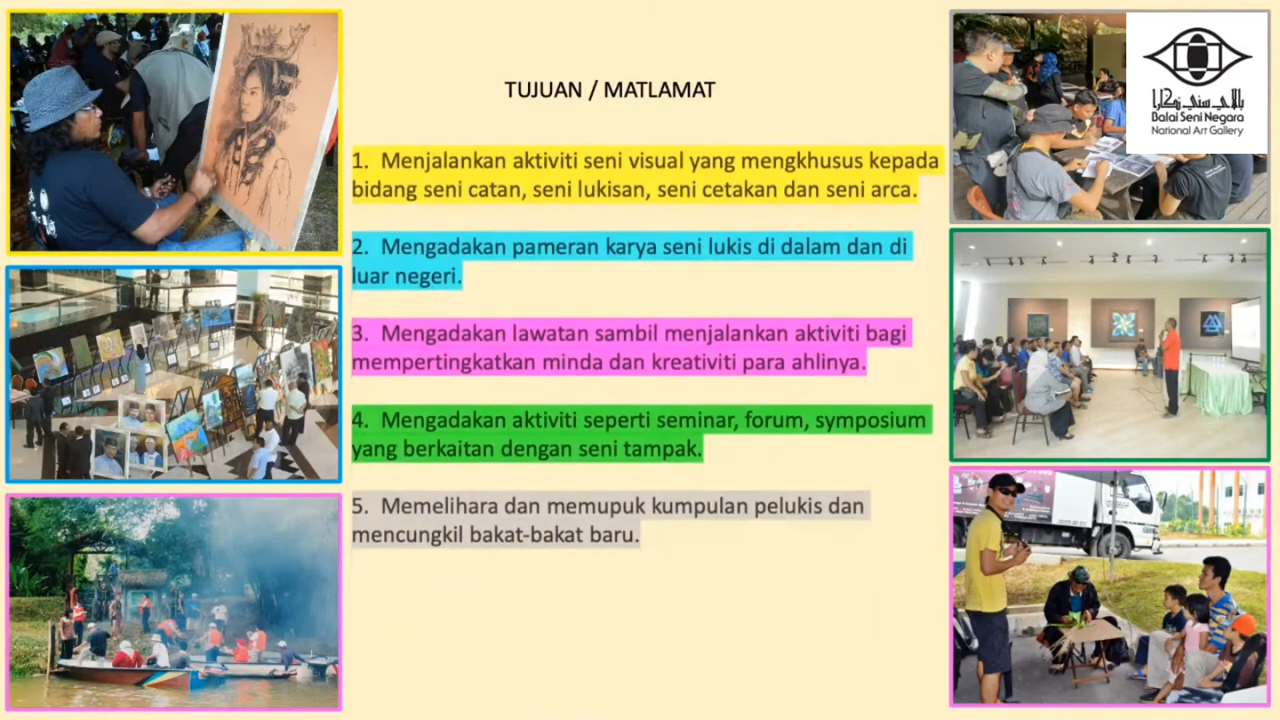 TUJUAN / MATLAMAT
1. Menjalankan aktiviti seni visual yang mengkhusus kepada
bidang seni catan, seni lukisan, seni cetakan dan seni arca.
2. Mengadakan pameran karya seni lukis di dalam dan di
luar negeri.
3. Mengadakan lawatan sambil menjalankan aktiviti bagi
mempertingkatkan minda dan kreativiti para ahlinya.
4. Mengadakan aktiviti seperti seminar, forum, symposium
yang berkaitan dengan seni tampak.
5. Memelihara dan memupuk kumpulan pelukis dan
mencungkil bakat-bakat baru.
بالاي سني نݢارا
Balai Seni Negara
National Art Gallery